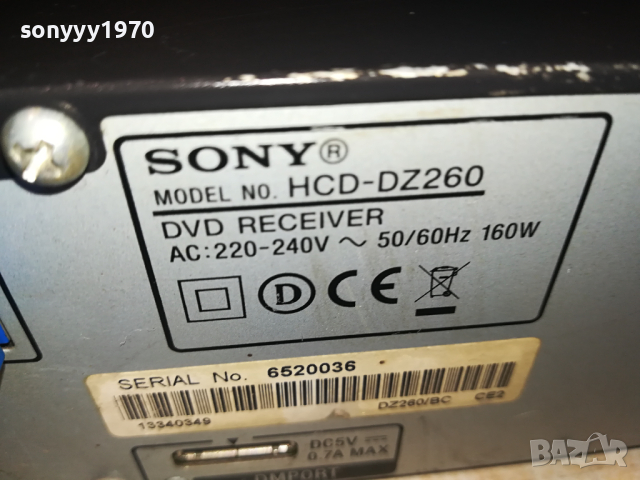 sonyyy1970
SONY®
MODEL NO. HCD-DZ260
DVD RECEIVER
AC:220-240V ~ 50/60Hz 160W
D CE
SERIAL No. 6520036
13340349 DZ260/BC CE2
DC5V ⎓
0.7A MAX
DMPORT
BAZAR